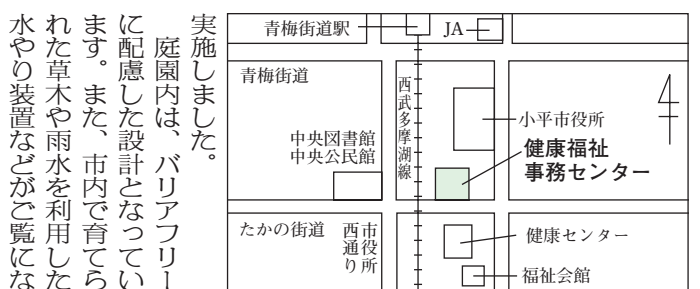 実施しました。
　庭園内は、バリアフリー
に配慮した設計となってい
ます。また、市内で育てら
れた草木や雨水を利用した
水やり装置などがご覧にな
青梅街道駅
JA
青梅街道
西武多摩湖線
小平市役所
中央図書館
中央公民館
健康福祉
事務センター
たかの街道
市役所
西通り
健康センター
福祉会館
4